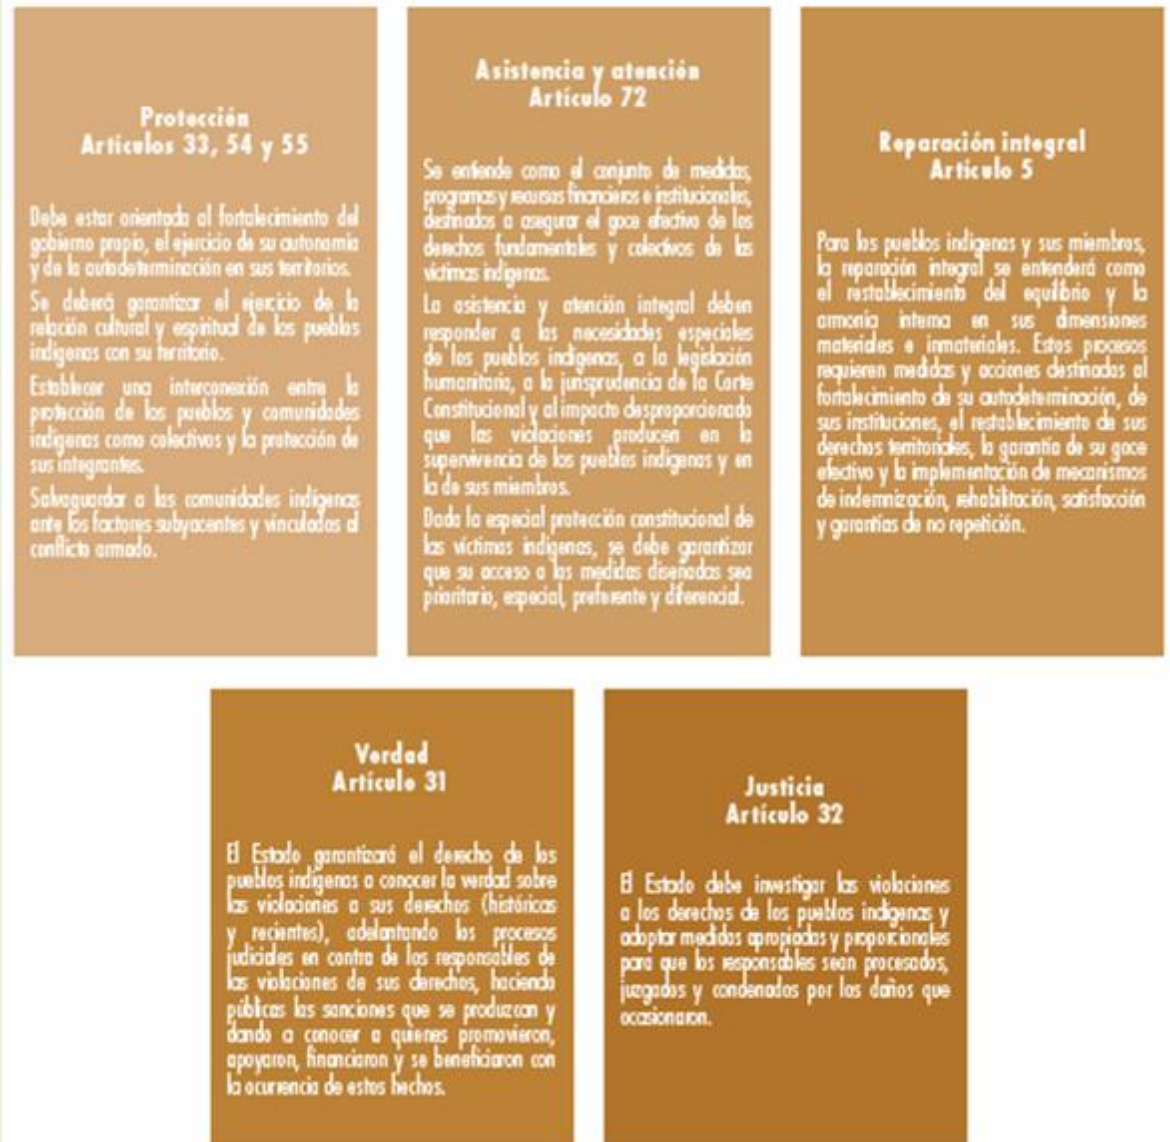 Protección
Artículos 33, 54 y 55
Debe estar orientada al fortalecimiento del
gobierno propio, el ejercicio de su autonomía
y de la autodeterminación en sus territorios.
Se deberá garantizar el ejercicio de la
relación cultural y espiritual de los pueblos
indígenas con su territorio.
Establecer una interconexión entre la
protección de los pueblos y comunidades
indígenas como colectivos y la protección de
sus integrantes.
Salvaguardar a las comunidades indígenas
ante los factores subyacentes y vinculados al
conflicto armado.
Asistencia y atención
Artículo 72
Se entiende como el conjunto de medidas,
programas y recursos financieros e institucionales,
destinados a asegurar el goce efectivo de los
derechos fundamentales y colectivos de las
víctimas indígenas.
La asistencia y atención integral deben
responder a las necesidades especiales
de los pueblos indígenas, a la legislación
humanitaria, a la jurisprudencia de la Corte
Constitucional y al impacto desproporcionado
que las violaciones producen en la
supervivencia de los pueblos indígenas y en
la de sus miembros.
Dada la especial protección constitucional de
las víctimas indígenas, se debe garantizar
que su acceso a las medidas diseñadas sea
prioritario, especial, preferente y diferencial.
Reparación integral
Artículo 5
Para los pueblos indígenas y sus miembros,
la reparación integral se entenderá como
el restablecimiento del equilibrio y la
armonía interna en sus dimensiones
materiales e inmateriales. Estos procesos
requieren medidas y acciones destinadas al
fortalecimiento de su autodeterminación, de
sus instituciones, el restablecimiento de sus
derechos territoriales, la garantía de su goce
efectivo y la implementación de mecanismos
de indemnización, rehabilitación, satisfacción
y garantías de no repetición.
Verdad
Artículo 31
El Estado garantizará el derecho de los
pueblos indígenas a conocer la verdad sobre
las violaciones a sus derechos (históricas
y recientes), adelantando los procesos
judiciales en contra de los responsables de
las violaciones de sus derechos, haciendo
públicas las sanciones que se produzcan y
dando a conocer a quienes promovieron,
apoyaron, financiaron y se beneficiaron con
la ocurrencia de estos hechos.
Justicia
Artículo 32
El Estado debe investigar las violaciones
a los derechos de los pueblos indígenas y
adoptar medidas apropiadas y proporcionales
para que los responsables sean procesados,
juzgados y condenados por los daños que
ocasionaron.